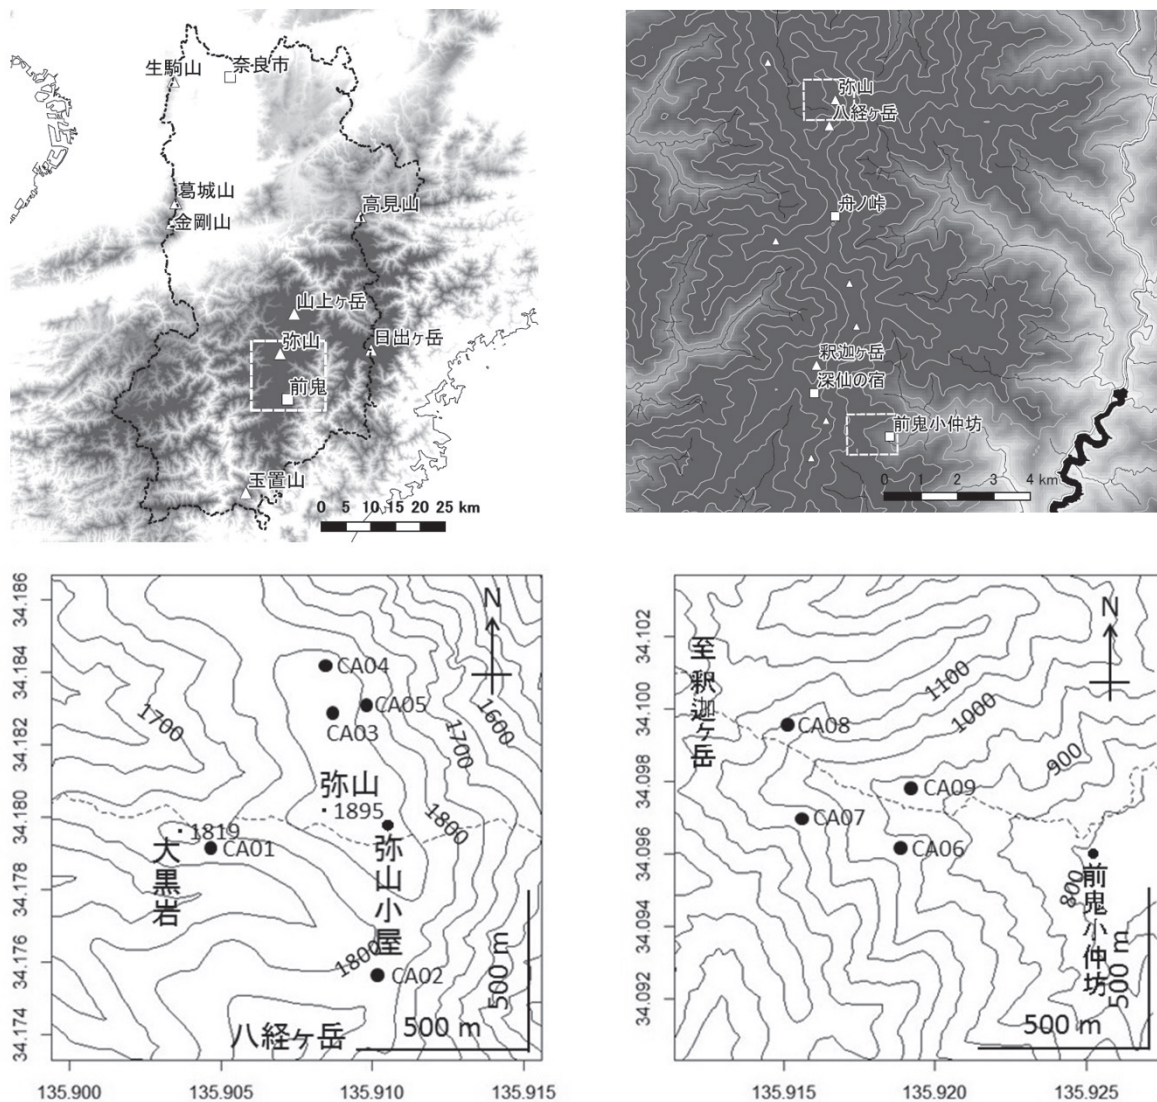 生駒山
奈良市
葛城山
金剛山
高見山
山上ヶ岳
弥山
日出ヶ岳
前鬼
玉置山
0 5 10 15 20 25 km
弥山
八経ヶ岳
舟ノ峠
釈迦ヶ岳
深仙の宿
前鬼小仲坊
0 1 2 3 4 km
34.186
34.184
34.182
34.180
34.178
34.176
34.174
N
CA04
CA05
CA03
1700
1600
1700
弥山
1895
1800
1819
CA01
大黒岩
弥山小屋
1800
CA02
500 m
500 m
八経ヶ岳
135.900
135.905
135.910
135.915
34.102
34.100
34.098
34.096
34.094
34.092
至釈迦ヶ岳
N
1100
1000
900
CA08
CA09
CA07
CA06
800
前鬼小仲坊
500 m
500 m
135.915
135.920
135.925